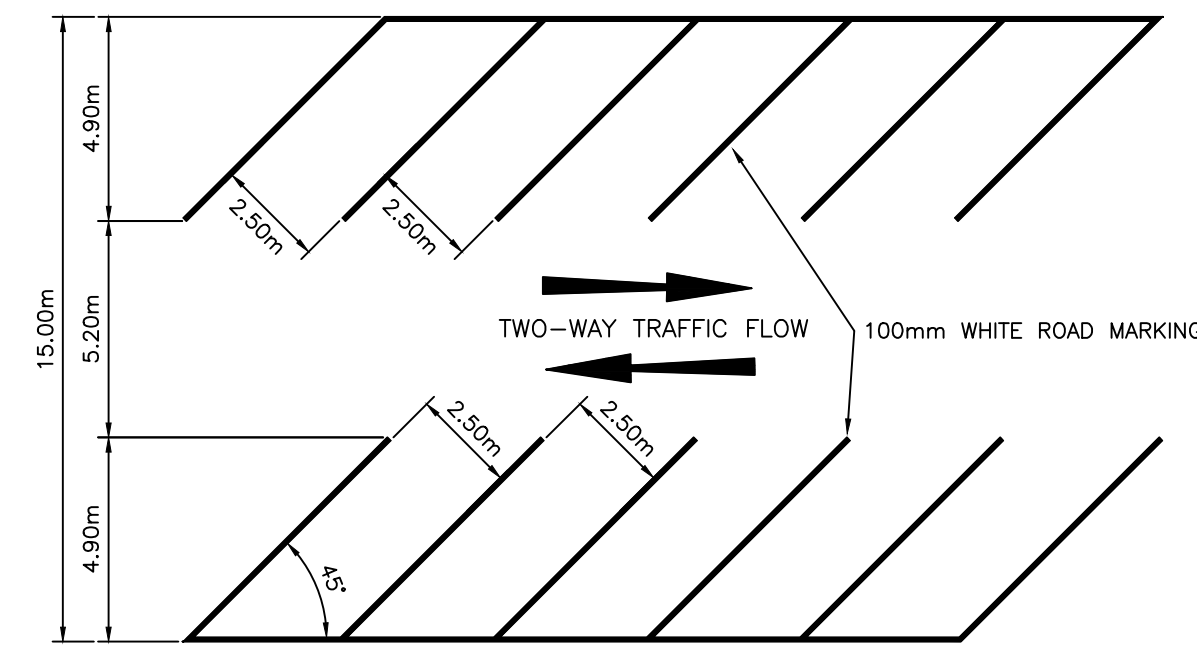 4.90m
2.50m
2.50m
15.00m
5.20m
TWO-WAY TRAFFIC FLOW
100mm WHITE ROAD MARKING
2.50m
2.50m
4.90m
45°